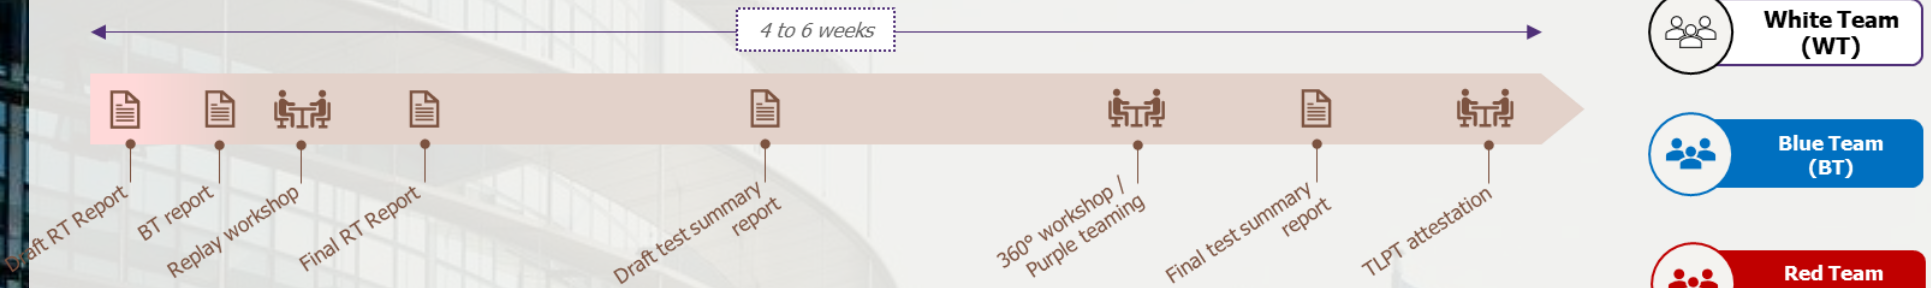 4 to 6 weeks
Draft RT Report
BT report
Replay workshop
Final RT Report
Draft test summary
report
360° workshop /
Purple teaming
Final test summary
report
TLPT attestation
White Team
(WT)
Blue Team
(BT)
Red Team